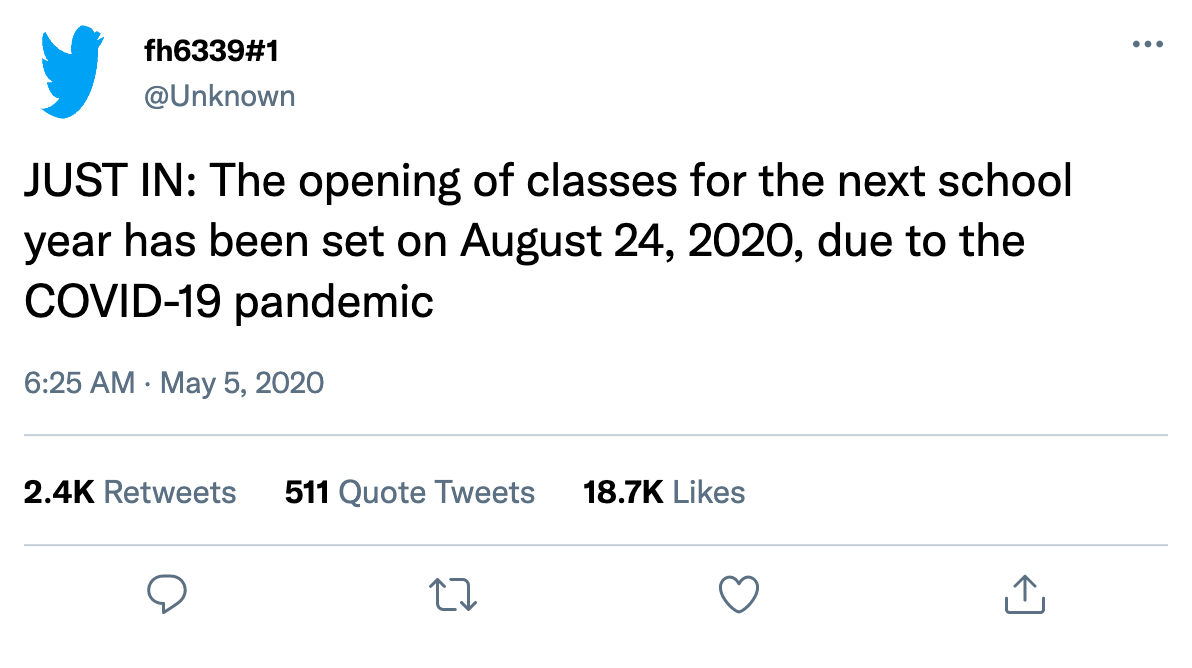 fh6339#1
@Unknown
JUST IN: The opening of classes for the next school
year has been set on August 24, 2020, due to the
COVID-19 pandemic
6:25 AM · May 5, 2020
2.4K Retweets 511 Quote Tweets 18.7K Likes